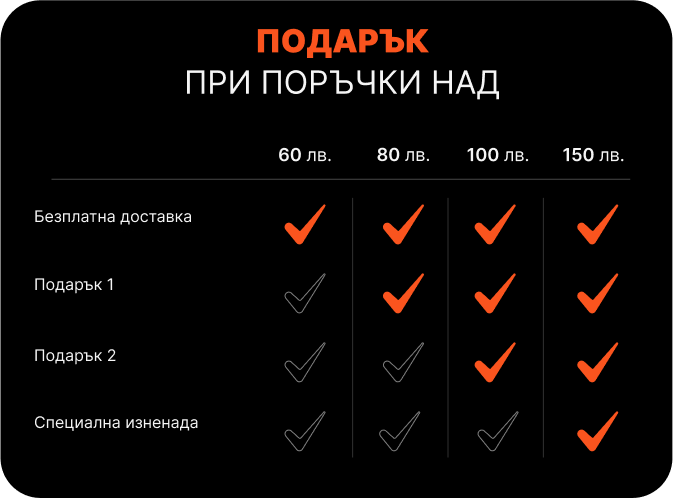 ПОДАРЪК
ПРИ ПОРЪЧКИ НАД
60 лв. 80 лв. 100 лв. 150 лв.
Безплатна доставка
Подарък 1
Подарък 2
Специална изненада